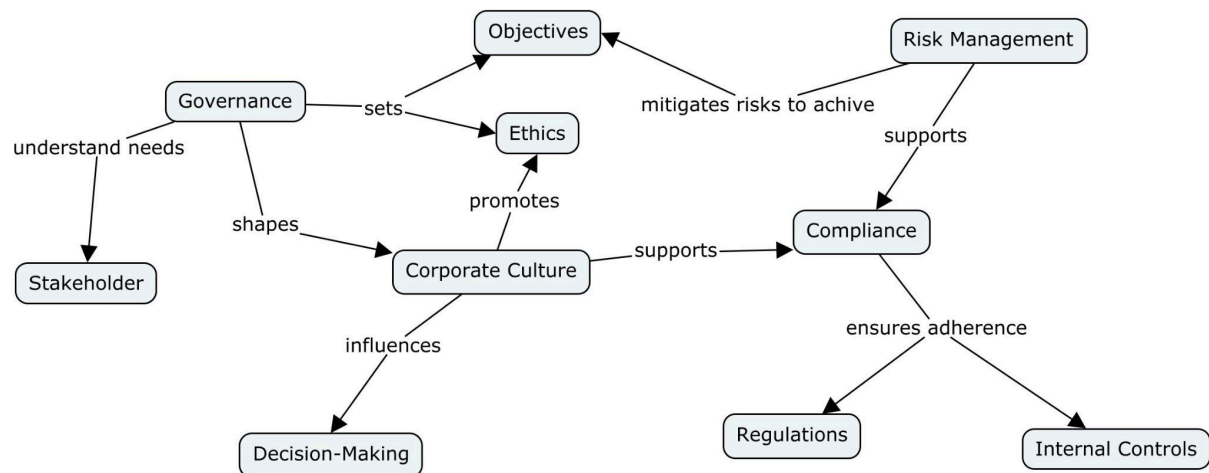 Objectives
Risk Management
Governance
sets
mitigates risks to achive
Ethics
understand needs
supports
promotes
shapes
Compliance
supports
Corporate Culture
Stakeholder
influences
ensures adherence
Regulations
Internal Controls
Decision-Making